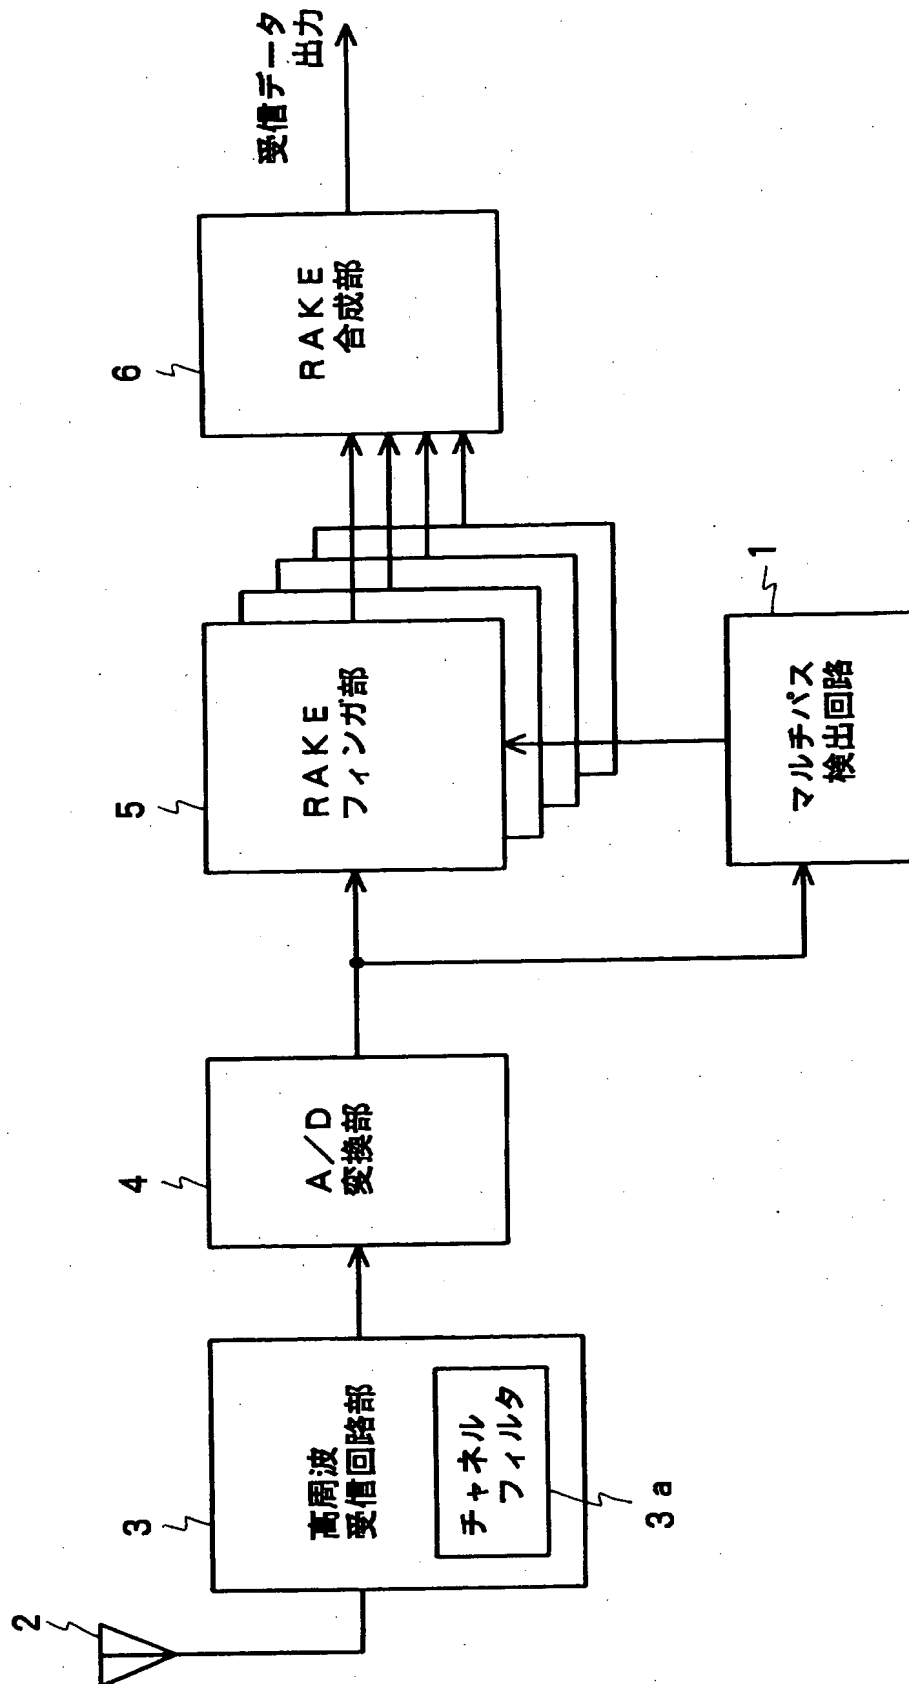 2
3
高周波
受信回路部
チャネル
フィルタ
3a
4
A/D
変換部
5
RAKE
フィンガ部
1
マルチパス
検出回路
6
RAKE
合成部
受信データ
出力